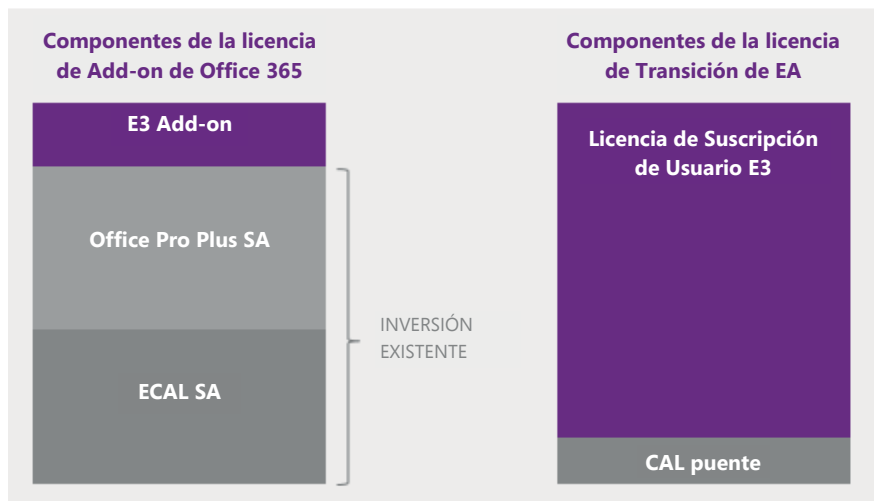 Componentes de la licencia
de Add-on de Office 365
E3 Add-on
Office Pro Plus SA
ECAL SA
INVERSIÓN
EXISTENTE
Componentes de la licencia
de Transición de EA
Licencia de Suscripción
de Usuario E3
CAL puente